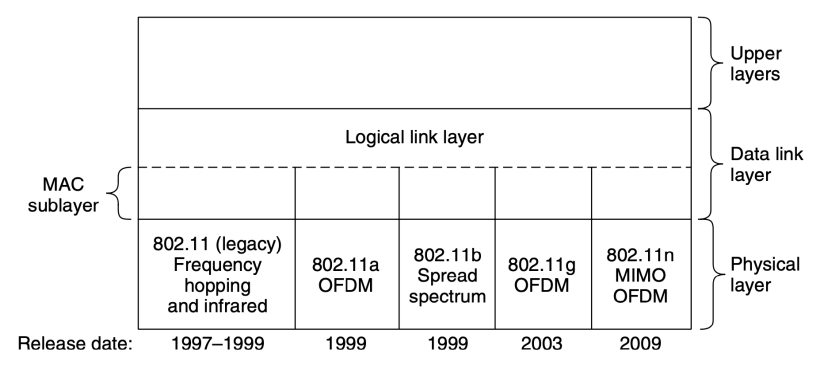 Upper
layers
Logical link layer
Data link
layer
MAC
sublayer
802.11 (legacy)
Frequency
hopping
and infrared
802.11a
OFDM
802.11b
Spread
spectrum
802.11g
OFDM
802.11n
MIMO
OFDM
Physical
layer
Release date: 1997–1999 1999 1999 2003 2009